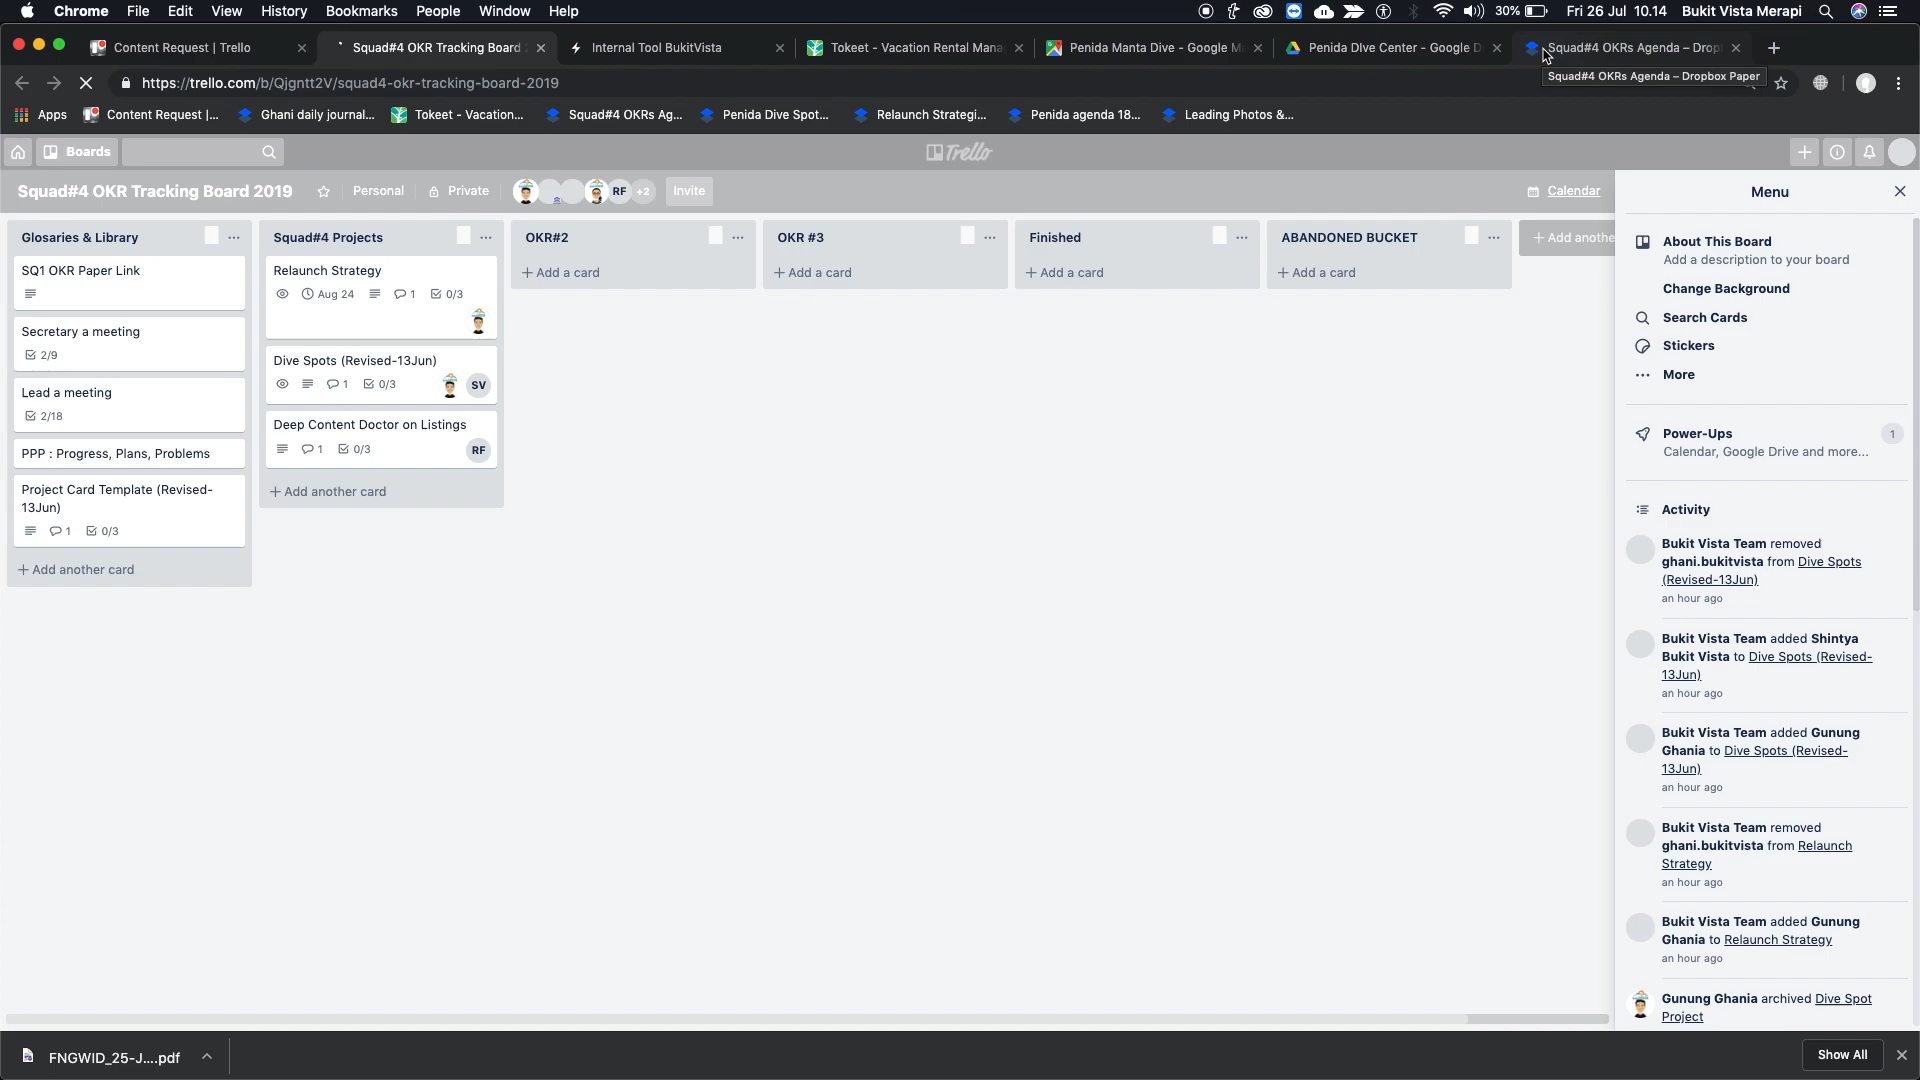 Chrome File Edit View History Bookmarks People Window Help 30% Fri 26 Jul 10.14 Bukit Vista Merapi
Content Request | Trello
Squad#4 OKR Tracking Board
Internal Tool BukitVista
Tokeet - Vacation Rental Mana
Penida Manta Dive - Google M
Penida DIve Center - Google D
Squad#4 OKRs Agenda – Drop
https://trello.com/b/Qjgntt2V/squad4-okr-tracking-board-2019
Squad#4 OKRs Agenda – Dropbox Paper
Apps
Content Request |...
Ghani daily journal...
Tokeet - Vacation...
Squad#4 OKRs Ag...
Penida Dive Spot...
Relaunch Strategi...
Penida agenda 18...
Leading Photos &...
Boards
Trello
Squad#4 OKR Tracking Board 2019
Personal
Private
RF
+2
Invite
Calendar
Glosaries & Library
SQ1 OKR Paper Link
Secretary a meeting
2/9
Lead a meeting
2/18
PPP : Progress, Plans, Problems
Project Card Template (Revised-
13Jun)
1 0/3
+ Add another card
Squad#4 Projects
Relaunch Strategy
Aug 24 1 0/3
Dive Spots (Revised-13Jun)
1 0/3 SV
Deep Content Doctor on Listings
1 0/3 RF
+ Add another card
OKR#2
+ Add a card
OKR #3
+ Add a card
Finished
+ Add a card
ABANDONED BUCKET
+ Add a card
+ Add anothe
Menu
About This Board
Add a description to your board
Change Background
Search Cards
Stickers
More
Power-Ups 1
Calendar, Google Drive and more...
Activity
Bukit Vista Team removed
ghani.bukitvista from Dive Spots
(Revised-13Jun)
an hour ago
Bukit Vista Team added Shintya
Bukit Vista to Dive Spots (Revised-
13Jun)
an hour ago
Bukit Vista Team added Gunung
Ghania to Dive Spots (Revised-
13Jun)
an hour ago
Bukit Vista Team removed
ghani.bukitvista from Relaunch
Strategy
an hour ago
Bukit Vista Team added Gunung
Ghania to Relaunch Strategy
an hour ago
Gunung Ghania archived Dive Spot
Project
FNGWID_25-J....pdf
Show All